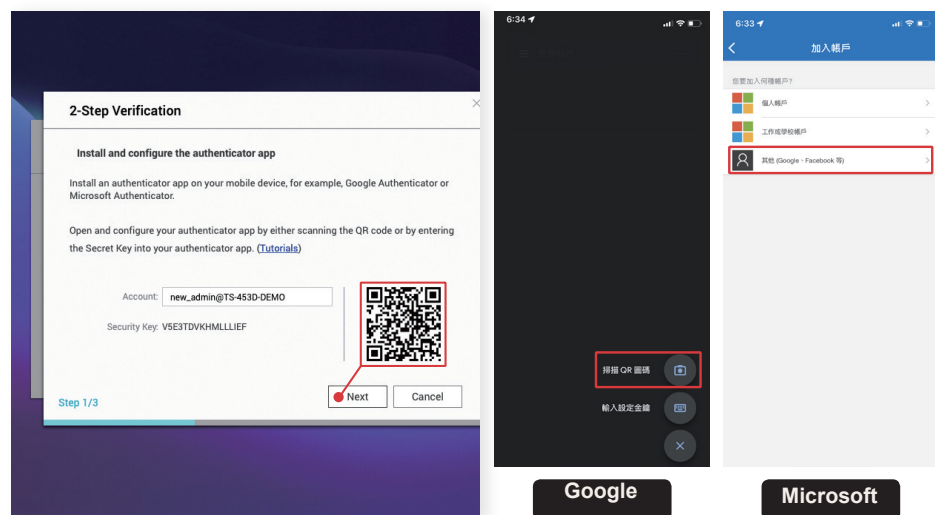 2-Step Verification
Install and configure the authenticator app
Install an authenticator app on your mobile device, for example, Google Authenticator or
Microsoft Authenticator.
Open and configure your authenticator app by either scanning the QR code or by entering
the Secret Key into your authenticator app. (Tutorials)
Account: new_admin@TS-453D-DEMO
Security Key: V5E3TDVKHMLLLIEF
Step 1/3
Next
Cancel
6:34
掃描 QR 圖碼
輸入設定金鑰
Google
6:33
加入帳戶
您要加入何種帳戶?
個人帳戶
工作或學校帳戶
其他 (Google、Facebook 等)
Microsoft